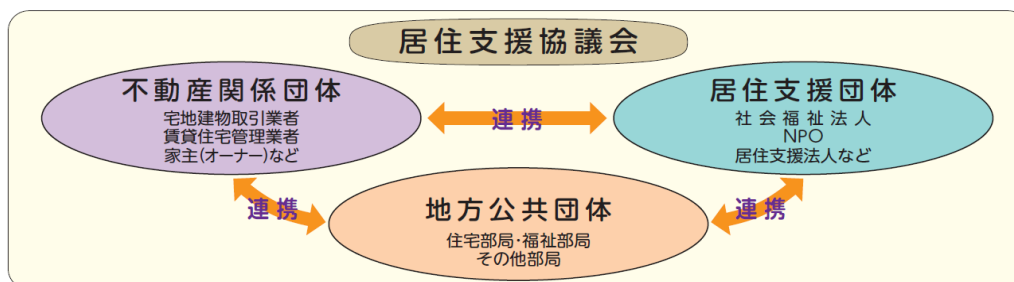 居住支援協議会
不動産関係団体
宅地建物取引業者
賃貸住宅管理業者
家主(オーナー)など
連携
居住支援団体
社会福祉法人
NPO
居住支援法人など
連携
地方公共団体
住宅部局・福祉部局
その他部局
連携